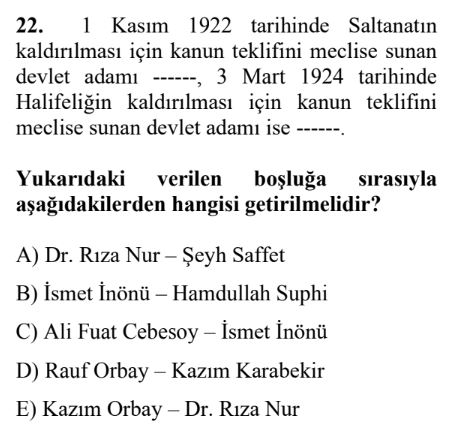 22. 1 Kasım 1922 tarihinde Saltanatın
kaldırılması için kanun teklifini meclise sunan
devlet adamı ------, 3 Mart 1924 tarihinde
Halifeliğin kaldırılması için kanun teklifini
meclise sunan devlet adamı ise ------.
Yukarıdaki verilen boşluğa sırasıyla
aşağıdakilerden hangisi getirilmelidir?
A) Dr. Rıza Nur – Şeyh Saffet
B) İsmet İnönü – Hamdullah Suphi
C) Ali Fuat Cebesoy – İsmet İnönü
D) Rauf Orbay – Kazım Karabekir
E) Kazım Orbay – Dr. Rıza Nur